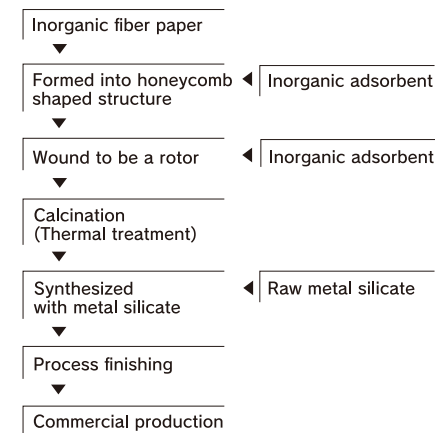 Inorganic fiber paper
Formed into honeycomb
shaped structure
Inorganic adsorbent
Wound to be a rotor
Inorganic adsorbent
Calcination
(Thermal treatment)
Synthesized
with metal silicate
Raw metal silicate
Process finishing
Commercial production